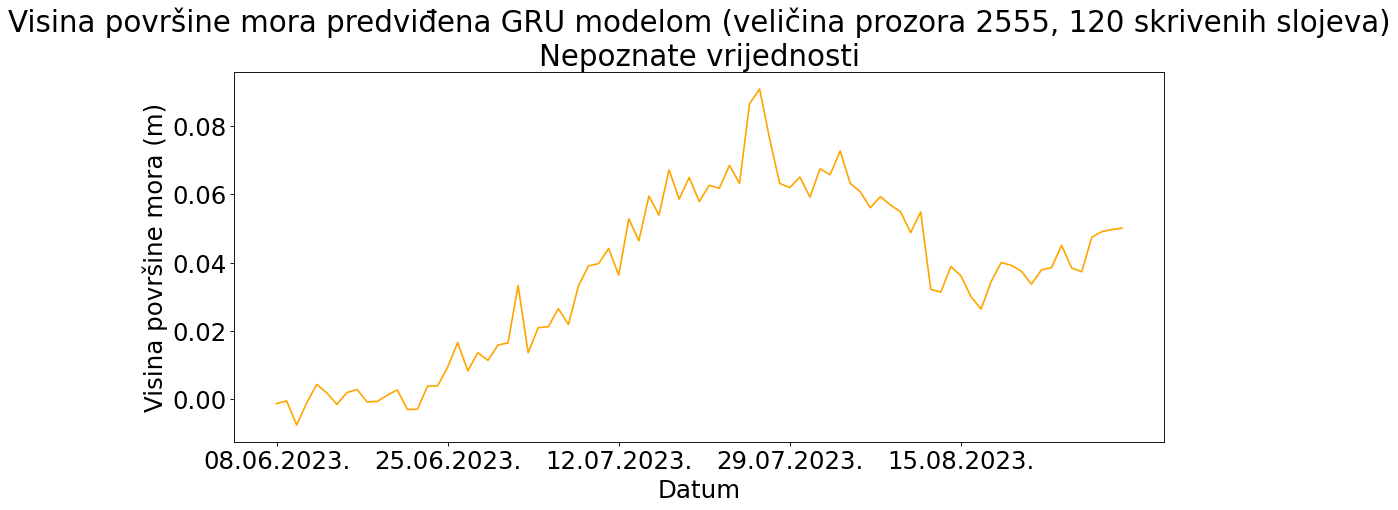 Visina površine mora predviđena GRU modelom (veličina prozora 2555, 120 skrivenih slojeva)
Nepoznate vrijednosti
Visina površine mora (m)
0.08
0.06
0.04
0.02
0.00
08.06.2023. 25.06.2023. 12.07.2023. 29.07.2023. 15.08.2023.
Datum